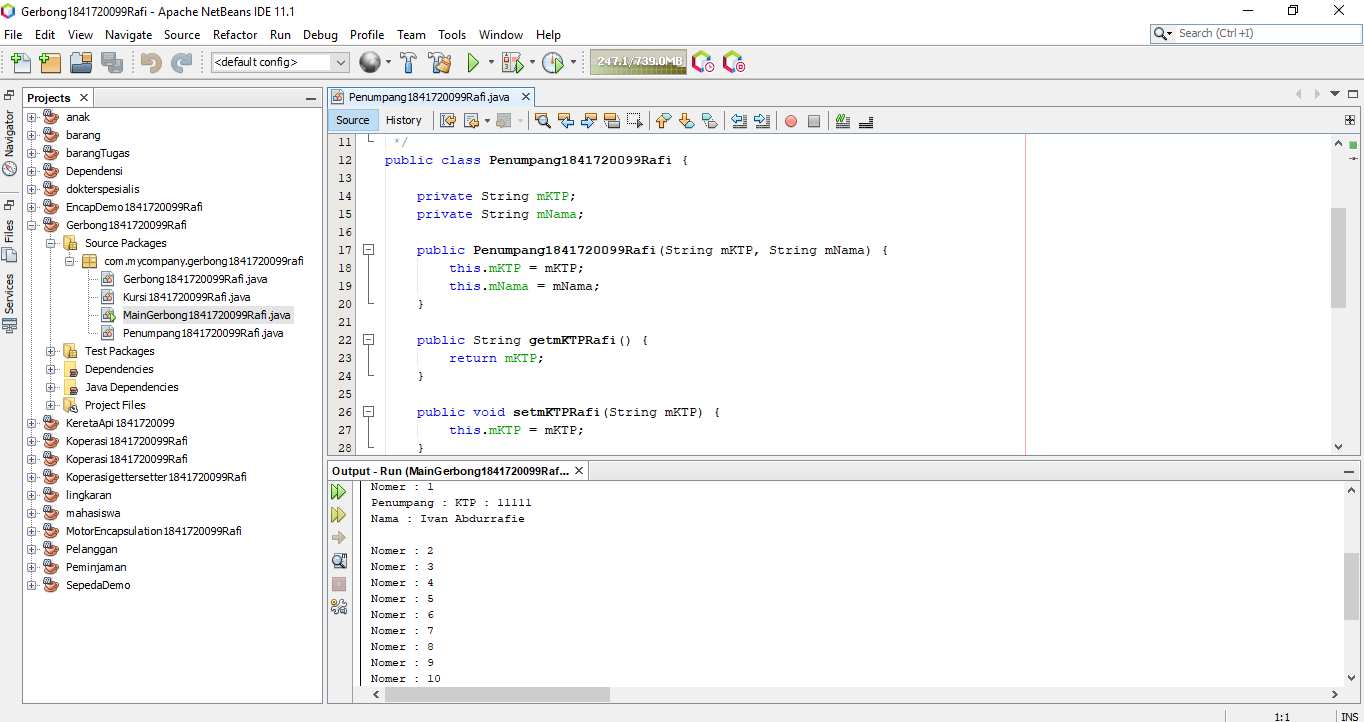 Gerbong1841720099Rafi - Apache NetBeans IDE 11.1
File Edit View Navigate Source Refactor Run Debug Profile Team Tools Window Help
Search (Ctrl+I)
<default config>
247.1/739.0MB
Navigator
Files
Services
Projects
anak
barang
barangTugas
Dependensi
dokterspesialis
EncapDemo1841720099Rafi
Gerbong1841720099Rafi
Source Packages
com.mycompany.gerbong1841720099rafi
Gerbong1841720099Rafi.java
Kursi1841720099Rafi.java
MainGerbong1841720099Rafi.java
Penumpang1841720099Rafi.java
Test Packages
Dependencies
Java Dependencies
Project Files
KeretaApi1841720099
Koperasi1841720099Rafi
Koperasi1841720099Rafi
Koperasigettersetter1841720099Rafi
lingkaran
mahasiswa
MotorEncapsulation1841720099Rafi
Pelanggan
Peminjaman
SepedaDemo
Penumpang1841720099Rafi.java
Source History
11 */
12 public class Penumpang1841720099Rafi {
13
14 private String mKTP;
15 private String mNama;
16
17 public Penumpang1841720099Rafi(String mKTP, String mNama) {
18 this.mKTP = mKTP;
19 this.mNama = mNama;
20 }
21
22 public String getmKTPRafi() {
23 return mKTP;
24 }
25
26 public void setmKTPRafi(String mKTP) {
27 this.mKTP = mKTP;
28 }
Output - Run (MainGerbong1841720099Raf...
Nomer : 1
Penumpang : KTP : 11111
Nama : Ivan Abdurrafie
Nomer : 2
Nomer : 3
Nomer : 4
Nomer : 5
Nomer : 6
Nomer : 7
Nomer : 8
Nomer : 9
Nomer : 10
1:1 INS